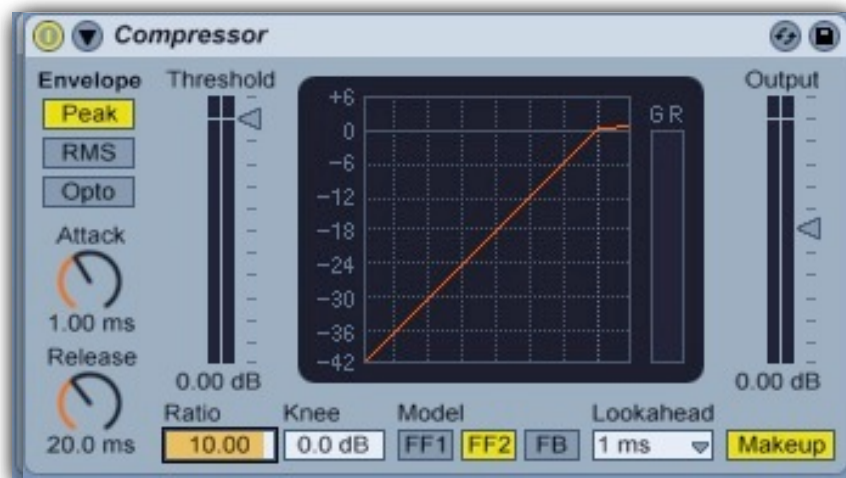 Compressor
Envelope
Peak
RMS
Opto
Attack
1.00 ms
Release
20.0 ms
Threshold
0.00 dB
+6
0
-6
-12
-18
-24
-30
-36
-42
GR
Output
0.00 dB
Ratio
10.00
Knee
0.0 dB
Model
FF1 FF2 FB
Lookahead
1 ms
Makeup